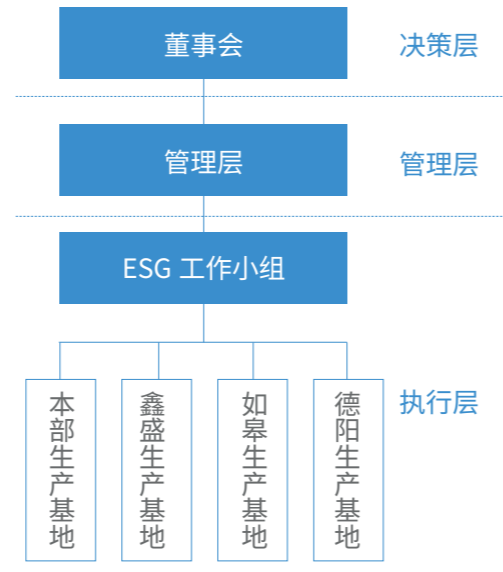 董事会
决策层
管理层
管理层
ESG 工作小组
执行层
本部生产基地
鑫盛生产基地
如皋生产基地
德阳生产基地